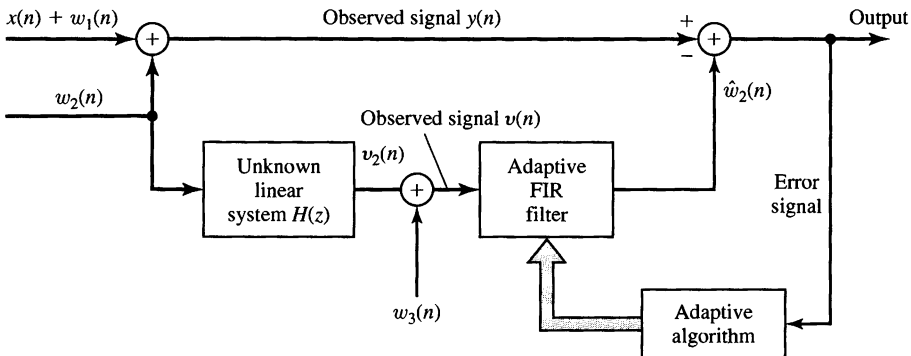 x(n) + w₁(n)
Observed signal y(n)
+
+
−
+
Output
w₂(n)
ŵ₂(n)
Observed signal v(n)
Unknown
linear
system H(z)
v₂(n)
+
Adaptive
FIR
filter
Error
signal
w₃(n)
Adaptive
algorithm